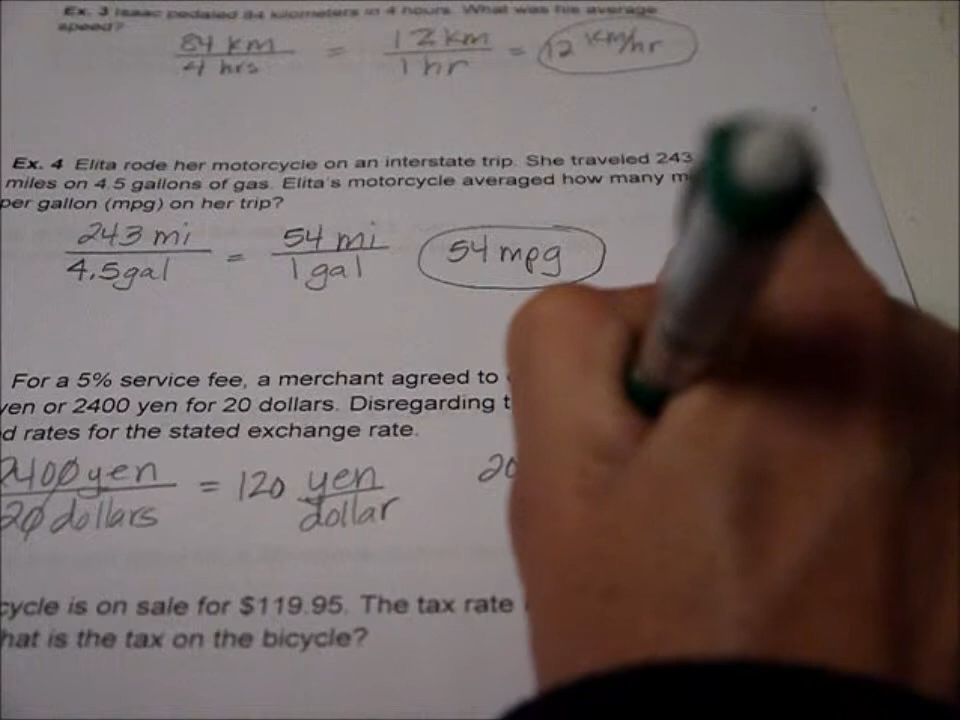 Ex. 3 Isaac pedaled 84 kilometers in 4 hours. What was his average
speed?
84 km = 12 km = 12 km/hr
4 hrs 1 hr
Ex. 4 Elita rode her motorcycle on an interstate trip. She traveled 243
miles on 4.5 gallons of gas. Elita's motorcycle averaged how many m
per gallon (mpg) on her trip?
243 mi = 54 mi 54 mpg
4.5 gal 1 gal
For a 5% service fee, a merchant agreed to
yen or 2400 yen for 20 dollars. Disregarding t
d rates for the stated exchange rate.
2400 yen = 120 yen 20
20 dollars dollar
cycle is on sale for $119.95. The tax rate
hat is the tax on the bicycle?